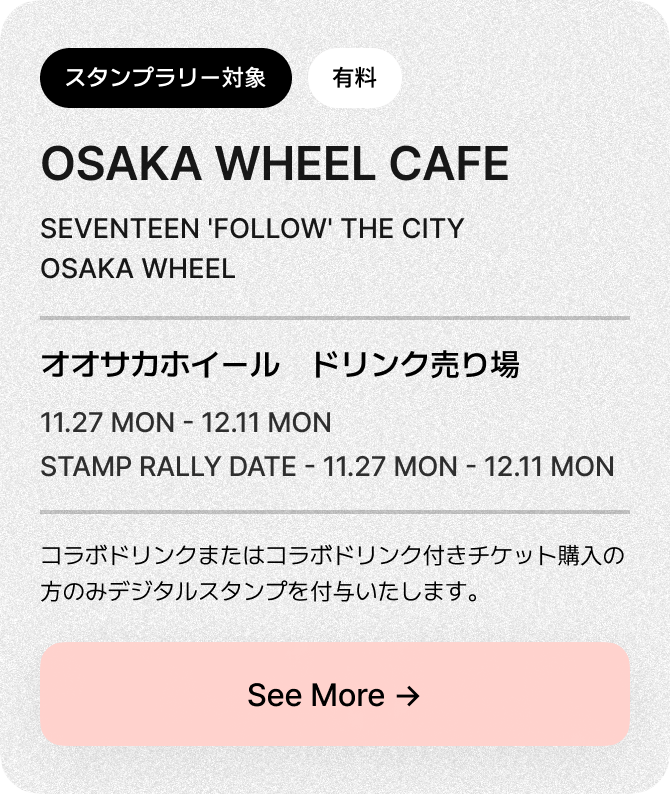 スタンプラリー対象
有料
OSAKA WHEEL CAFE
SEVENTEEN 'FOLLOW' THE CITY
OSAKA WHEEL
オオサカホイール　ドリンク売り場
11.27 MON - 12.11 MON
STAMP RALLY DATE - 11.27 MON - 12.11 MON
コラボドリンクまたはコラボドリンク付きチケット購入の
方のみデジタルスタンプを付与いたします。
See More →